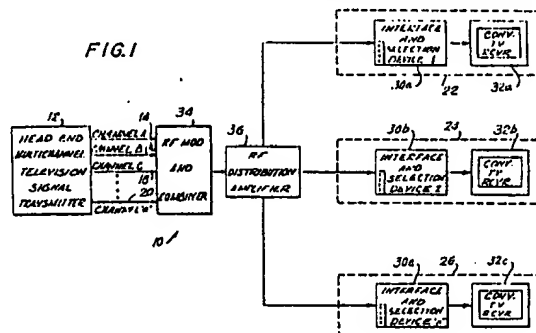 FIG.1
12
HEAD END
MULTICHANNEL
TELEVISION
SIGNAL
TRANSMITTER
CHANNEL A
CHANNEL B
CHANNEL C
CHANNEL "n"
14
18
20
34
RF MOD
AND
COMBINER
10
36
RF
DISTRIBUTION
AMPLIFIER
INTERFACE
AND
SELECTION
DEVICE 1
30a
CONV.
TV
RCVR.
32a
22
30b
INTERFACE
AND
SELECTION
DEVICE 2
32b
CONV.
TV
RCVR.
30a
26
INTERFACE
AND
SELECTION
DEVICE "n"
32c
CONV.
TV
RCVR.